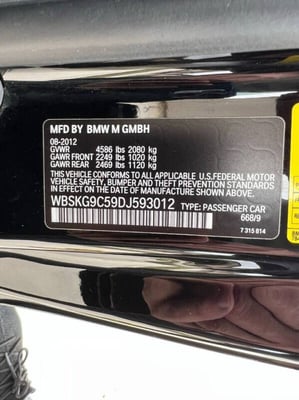 MFD BY BMW M GMBH
08-2012
GVWR 4586 lbs 2080 kg
GAWR FRONT 2249 lbs 1020 kg
GAWR REAR 2469 lbs 1120 kg
THIS VEHICLE CONFORMS TO ALL APPLICABLE U.S.FEDERAL MOTOR
VEHICLE SAFETY, BUMPER, AND THEFT PREVENTION STANDARDS
IN EFFECT ON THE DATE OF MANUFACTURE SHOWN ABOVE.
WBSKG9C59DJ593012 TYPE: PASSENGER CAR
668/9
7 315 814